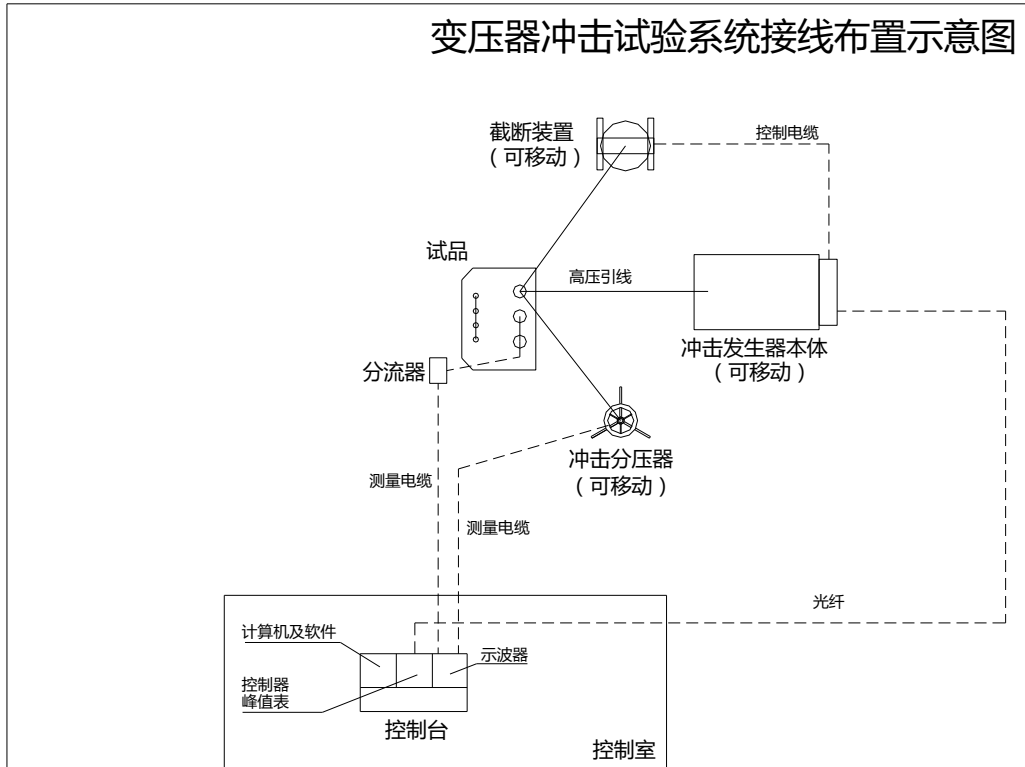 变压器冲击试验系统接线布置示意图
截断装置
（可移动）
控制电缆
试品
高压引线
冲击发生器本体
（可移动）
分流器
冲击分压器
（可移动）
测量电缆
测量电缆
光纤
计算机及软件
示波器
控制器
峰值表
控制台
控制室